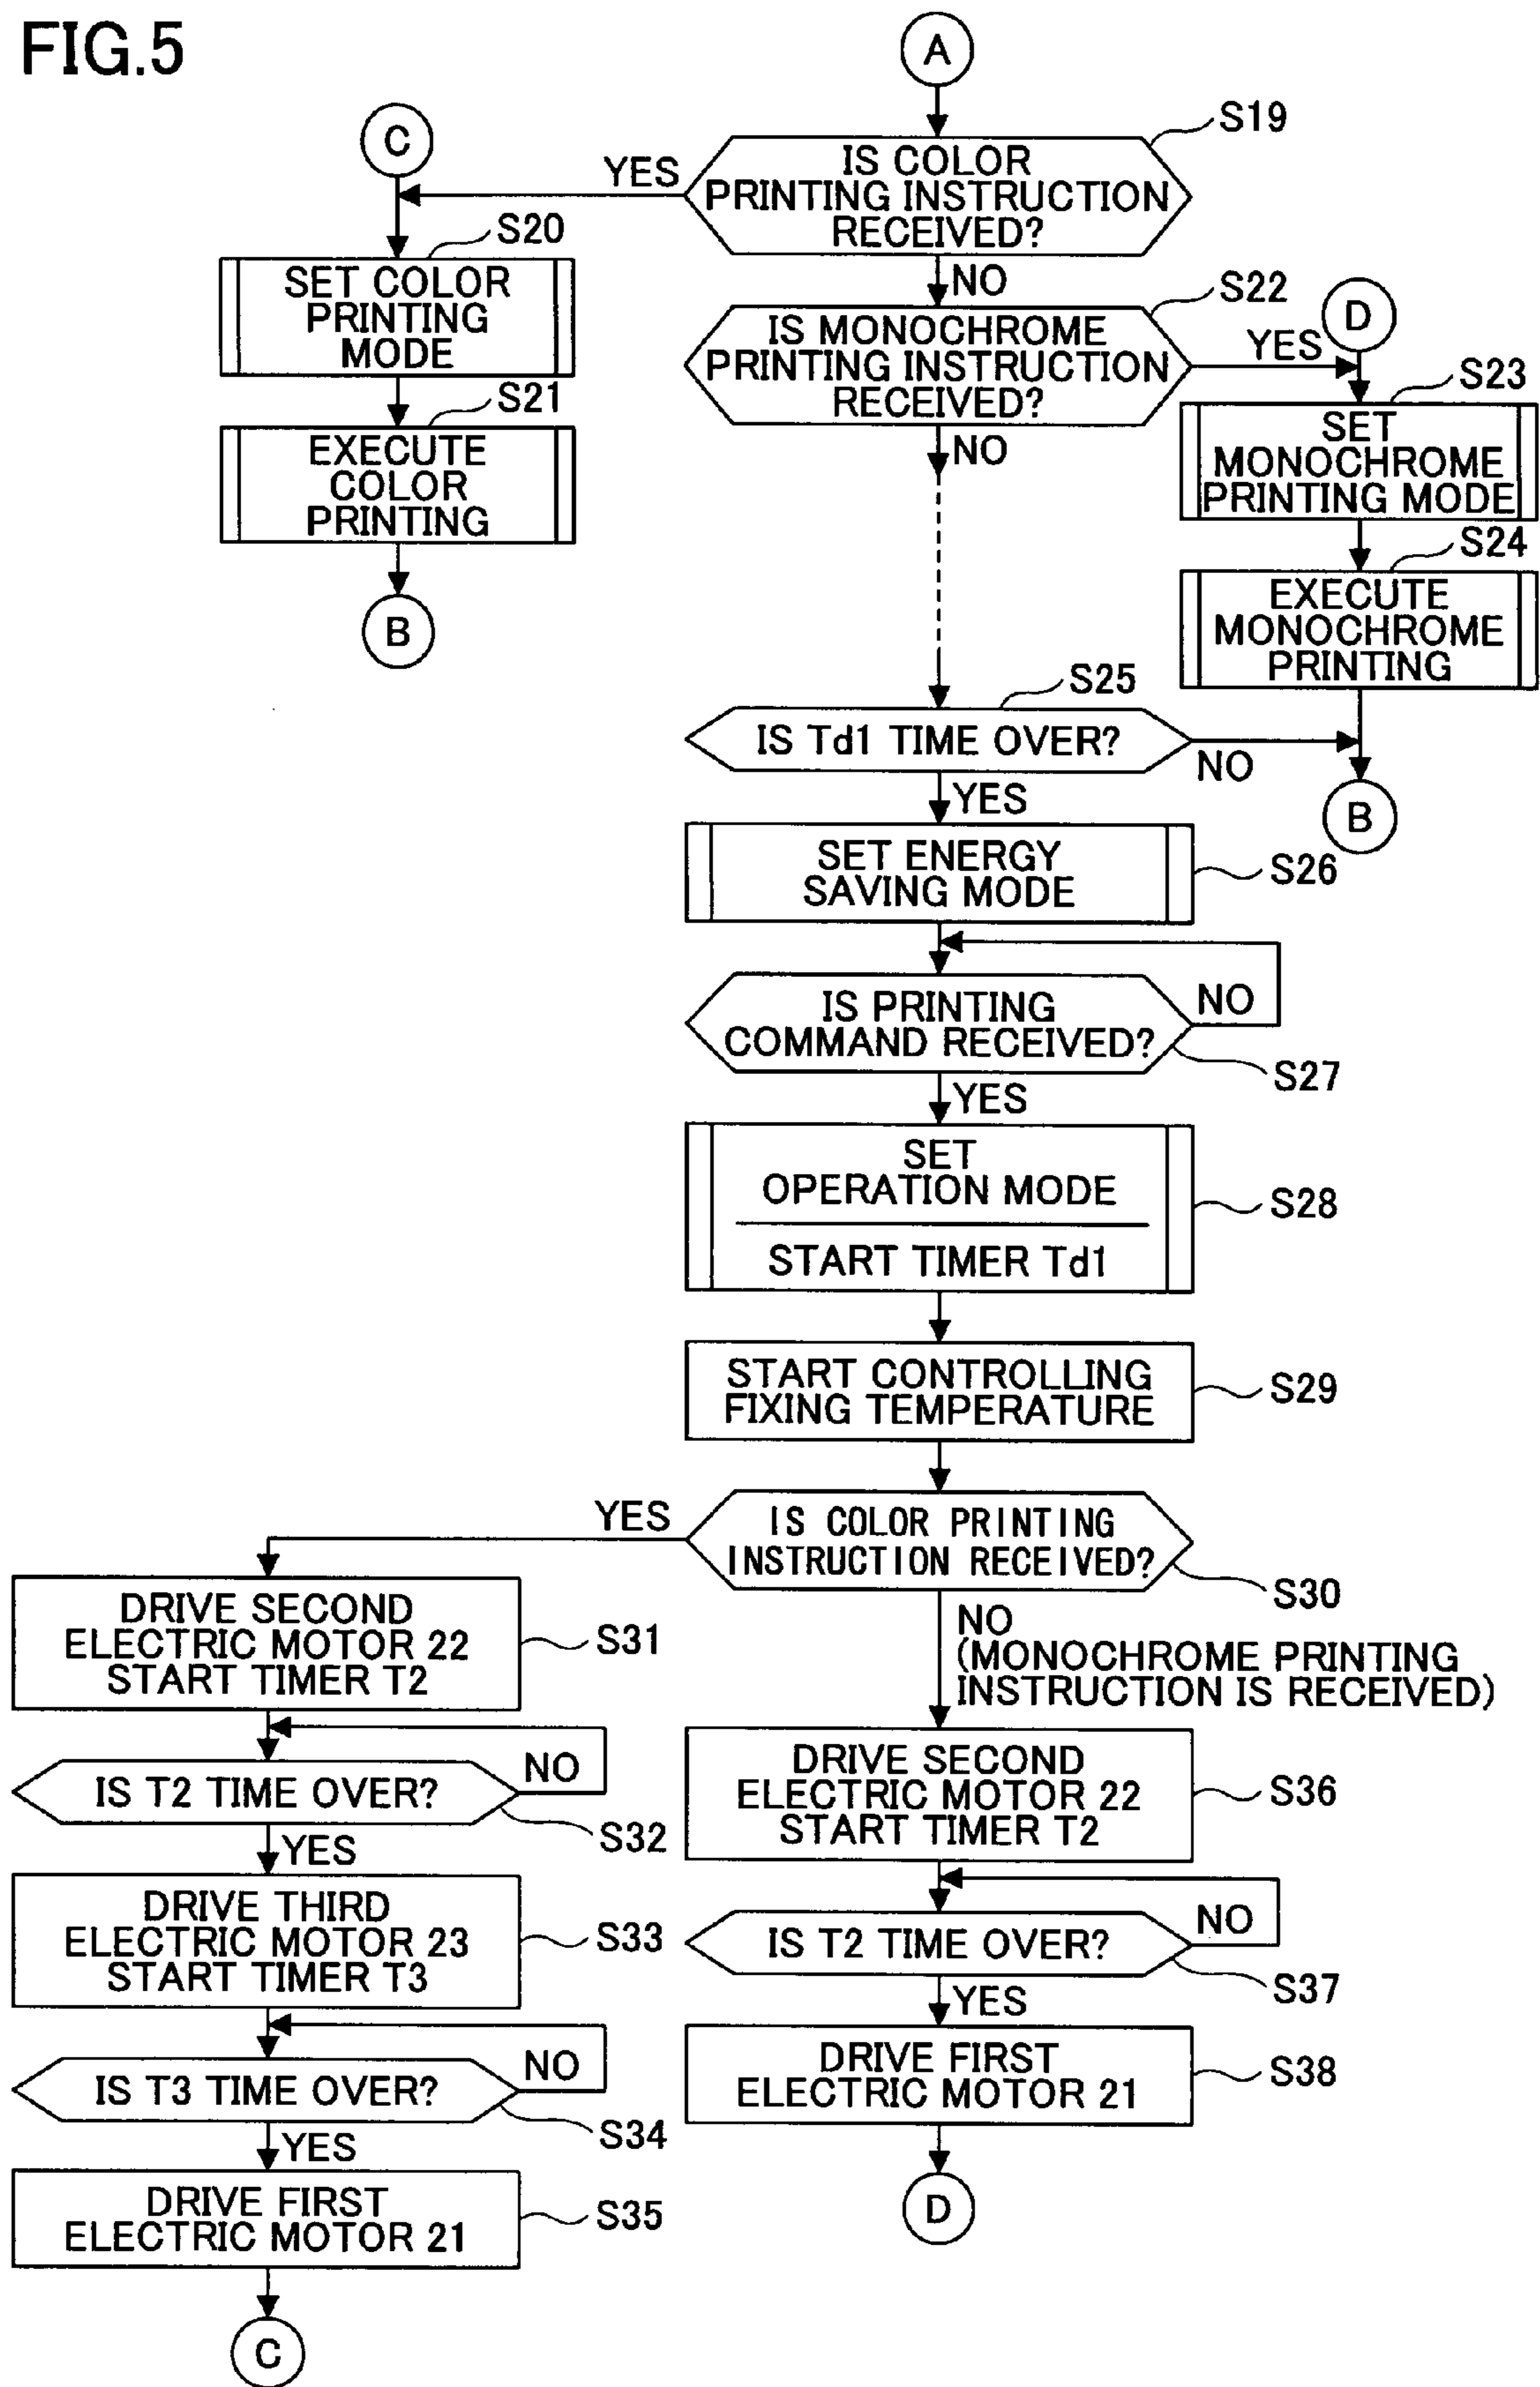 FIG.5
A
C
S19
IS COLOR
PRINTING INSTRUCTION
RECEIVED?
YES
NO
S20
SET COLOR
PRINTING
MODE
S21
EXECUTE
COLOR
PRINTING
B
S22
IS MONOCHROME
PRINTING INSTRUCTION
RECEIVED?
YES
NO
D
S23
SET
MONOCHROME
PRINTING MODE
S24
EXECUTE
MONOCHROME
PRINTING
S25
IS Td1 TIME OVER?
NO
B
YES
SET ENERGY
SAVING MODE
S26
IS PRINTING
COMMAND RECEIVED?
NO
S27
YES
SET
OPERATION MODE
START TIMER Td1
S28
START CONTROLLING
FIXING TEMPERATURE
S29
IS COLOR PRINTING
INSTRUCTION RECEIVED?
S30
YES
NO
(MONOCHROME PRINTING
INSTRUCTION IS RECEIVED)
DRIVE SECOND
ELECTRIC MOTOR 22
START TIMER T2
S31
IS T2 TIME OVER?
NO
S32
YES
DRIVE THIRD
ELECTRIC MOTOR 23
START TIMER T3
S33
IS T3 TIME OVER?
NO
S34
YES
DRIVE FIRST
ELECTRIC MOTOR 21
S35
C
DRIVE SECOND
ELECTRIC MOTOR 22
START TIMER T2
S36
IS T2 TIME OVER?
NO
S37
YES
DRIVE FIRST
ELECTRIC MOTOR 21
S38
D